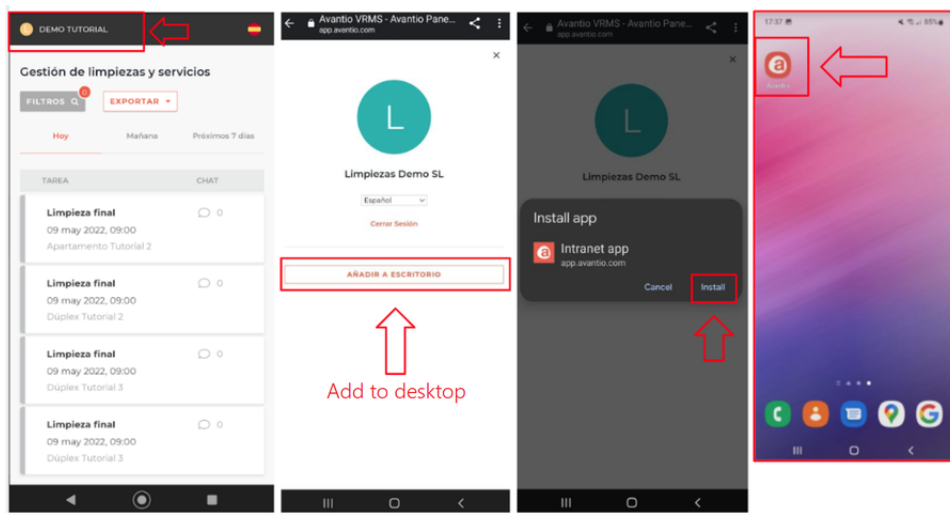 DEMO TUTORIAL
Gestión de limpiezas y servicios
FILTROS
0
EXPORTAR
Hoy
Mañana
Próximos 7 días
TAREA
CHAT
Limpieza final
0
09 may 2022, 09:00
Apartamento Tutorial 2
Limpieza final
0
09 may 2022, 09:00
Dúplex Tutorial 2
Limpieza final
0
09 may 2022, 09:00
Dúplex Tutorial 3
Limpieza final
0
09 may 2022, 09:00
Dúplex Tutorial 3
Avantio VRMS - Avantio Pane...
app.avantio.com
L
Limpiezas Demo SL
Español
Cerrar Sesión
AÑADIR A ESCRITORIO
Add to desktop
Avantio VRMS - Avantio Pane...
app.avantio.com
L
Limpiezas Demo SL
Install app
a
Intranet app
app.avantio.com
Cancel
Install
17:37
85%
a
Avantio
G